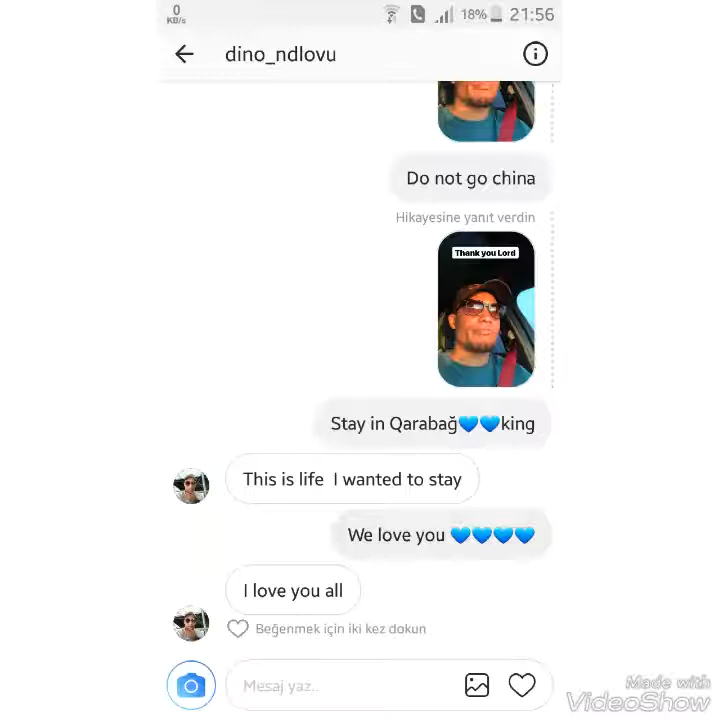 0
KB/s
18%
21:56
dino_ndlovu
Do not go china
Hikayesine yanıt verdin
Thank you Lord
Stay in Qarabağ💙💙king
This is life I wanted to stay
We love you 💙💙💙💙
I love you all
Beğenmek için iki kez dokun
Mesaj yaz..
Made with
VideoShow